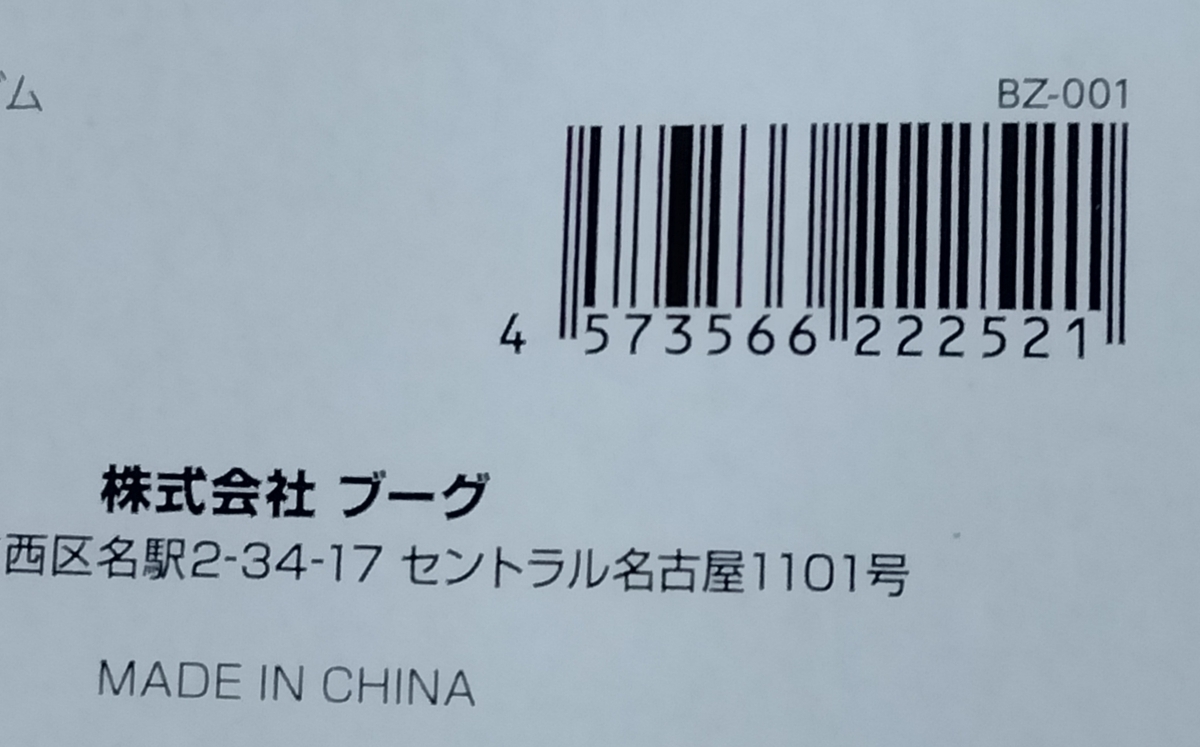 ム
BZ-001
4 573566 222521
株式会社 ブーグ
西区名駅2-34-17 セントラル名古屋1101号
MADE IN CHINA